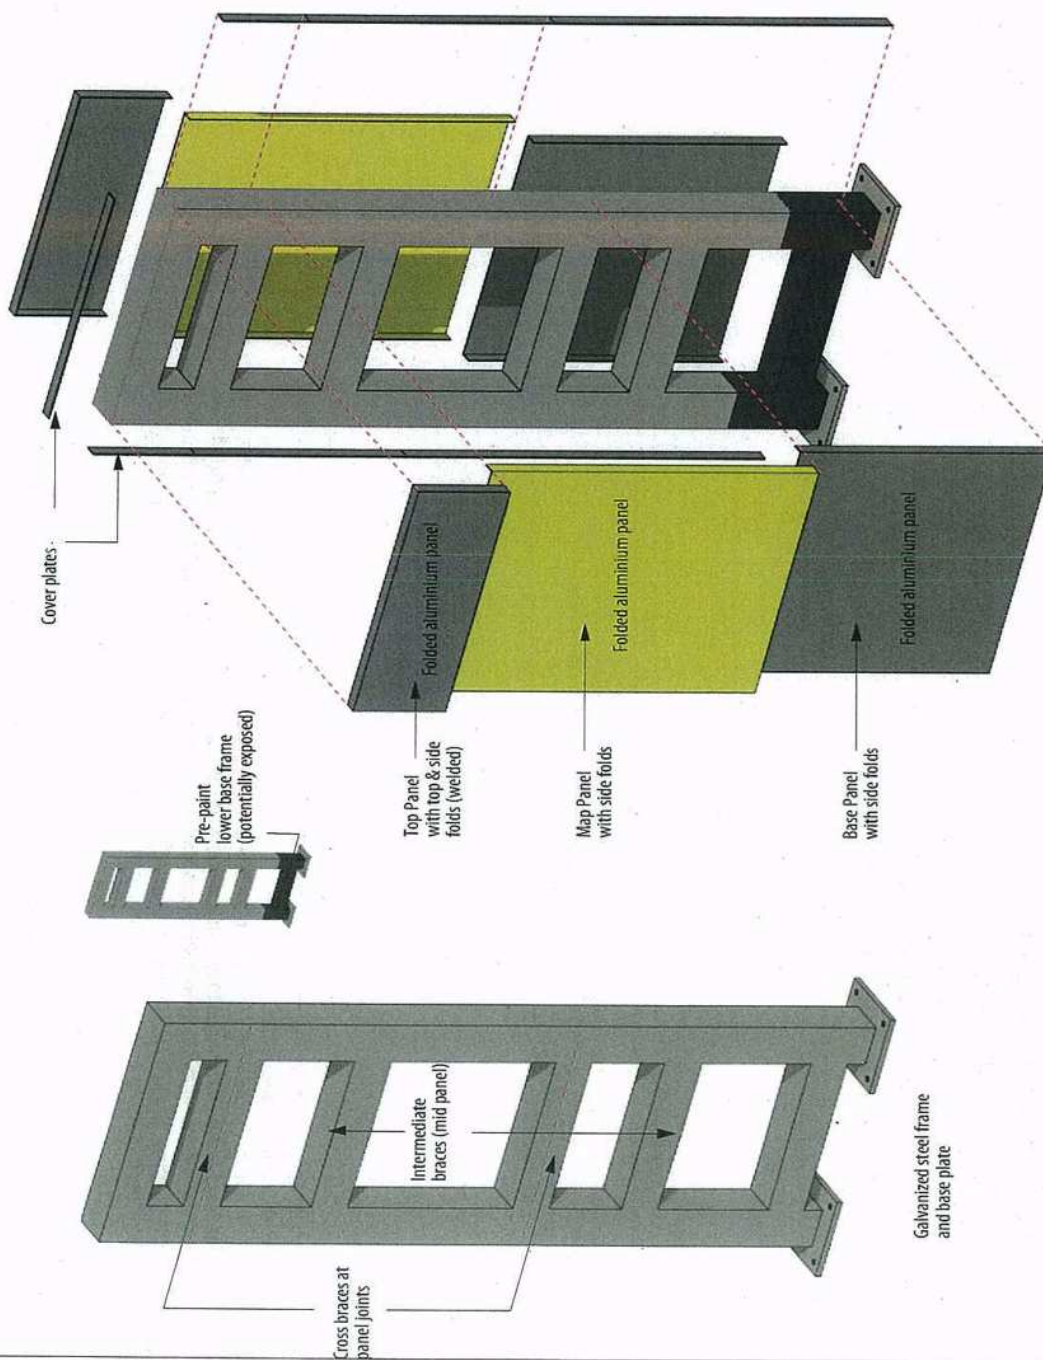 Cover plates
Pre-paint
lower base frame
(potentially exposed)
Top Panel
with top & side
folds (welded)
Folded aluminium panel
Map Panel
with side folds
Folded aluminium panel
Base Panel
with side folds
Folded aluminium panel
Cross braces at
panel joints
Intermediate
braces (mid panel)
Galvanized steel frame
and base plate